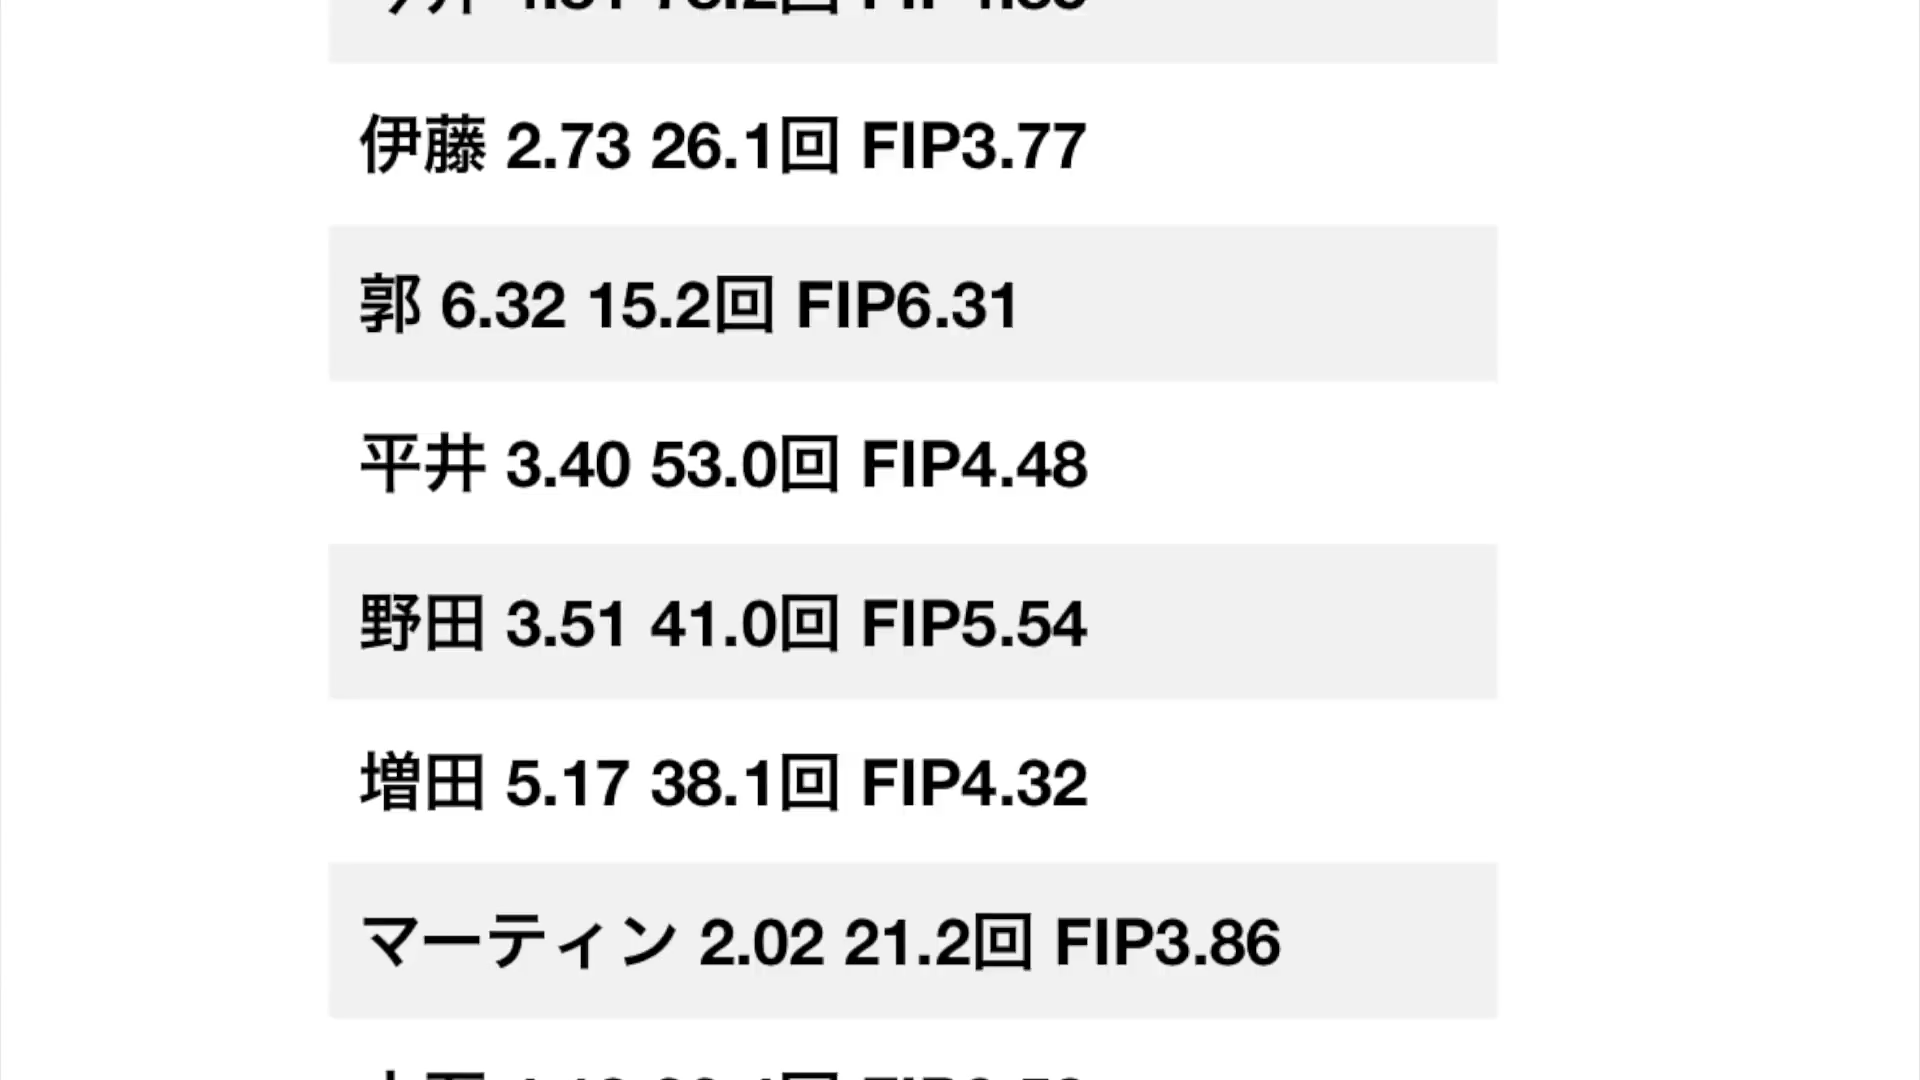 伊藤 2.73 26.1回 FIP3.77
郭 6.32 15.2回 FIP6.31
平井 3.40 53.0回 FIP4.48
野田 3.51 41.0回 FIP5.54
増田 5.17 38.1回 FIP4.32
マーティン 2.02 21.2回 FIP3.86